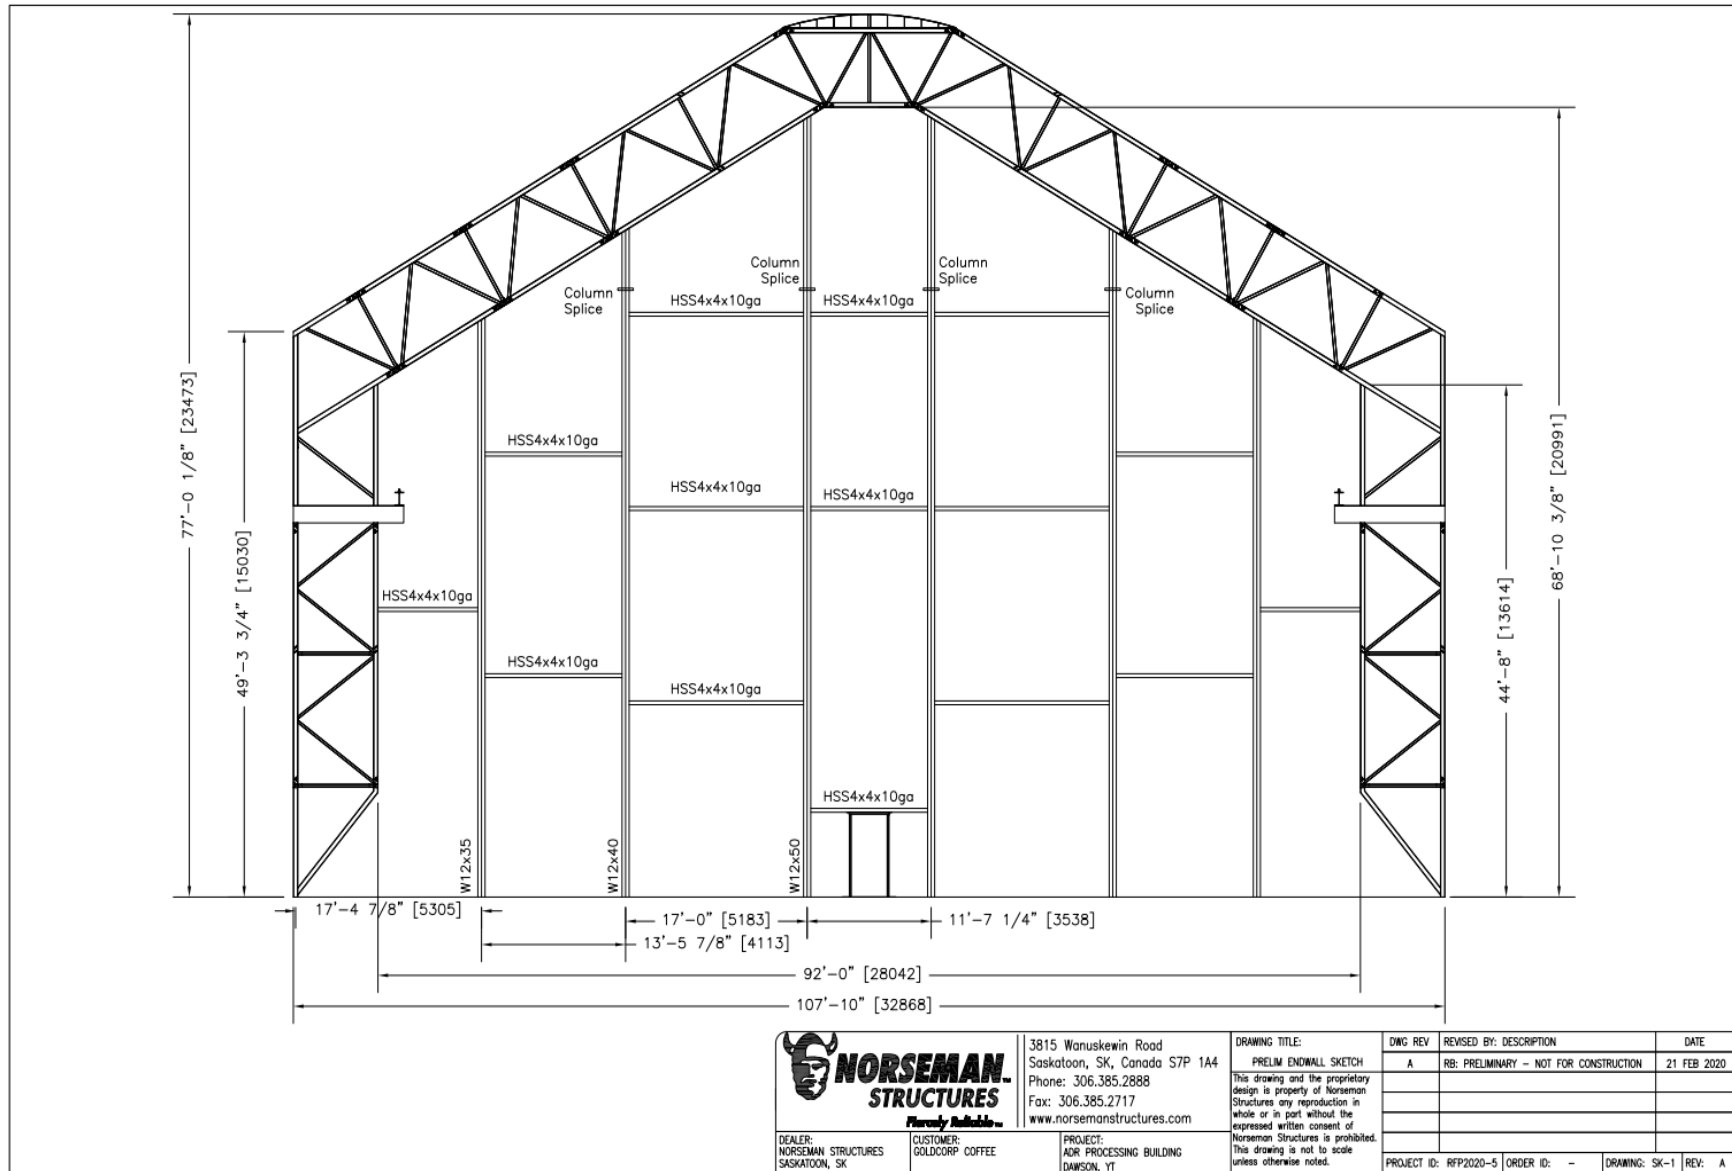 Column
Splice
Column
Splice
Column
Splice
Column
Splice
HSS4x4x10ga
HSS4x4x10ga
HSS4x4x10ga
HSS4x4x10ga
HSS4x4x10ga
HSS4x4x10ga
HSS4x4x10ga
HSS4x4x10ga
HSS4x4x10ga
77'-0 1/8" [23473]
49'-3 3/4" [15030]
44'-8" [13614]
68'-10 3/8" [20991]
W12x35
W12x40
W12x50
17'-4 7/8" [5305]
17'-0" [5183]
11'-7 1/4" [3538]
13'-5 7/8" [4113]
92'-0" [28042]
107'-10" [32868]
NORSEMAN
STRUCTURES
Fiercely Reliable
TM
3815 Wanuskewin Road
Saskatoon, SK, Canada S7P 1A4
Phone: 306.385.2888
Fax: 306.385.2717
www.norsemanstructures.com
DEALER:
NORSEMAN STRUCTURES
SASKATOON, SK
CUSTOMER:
GOLDCORP COFFEE
PROJECT:
ADR PROCESSING BUILDING
DAWSON, YT
DRAWING TITLE:
PRELIM ENDWALL SKETCH
This drawing and the proprietary
design is property of Norseman
Structures any reproduction in
whole or in part without the
expressed written consent of
Norseman Structures is prohibited.
This drawing is not to scale
unless otherwise noted.
DWG REV REVISED BY: DESCRIPTION DATE
A RB: PRELIMINARY - NOT FOR CONSTRUCTION 21 FEB 2020
PROJECT ID: RFP2020-5 ORDER ID: - DRAWING: SK-1 REV: A